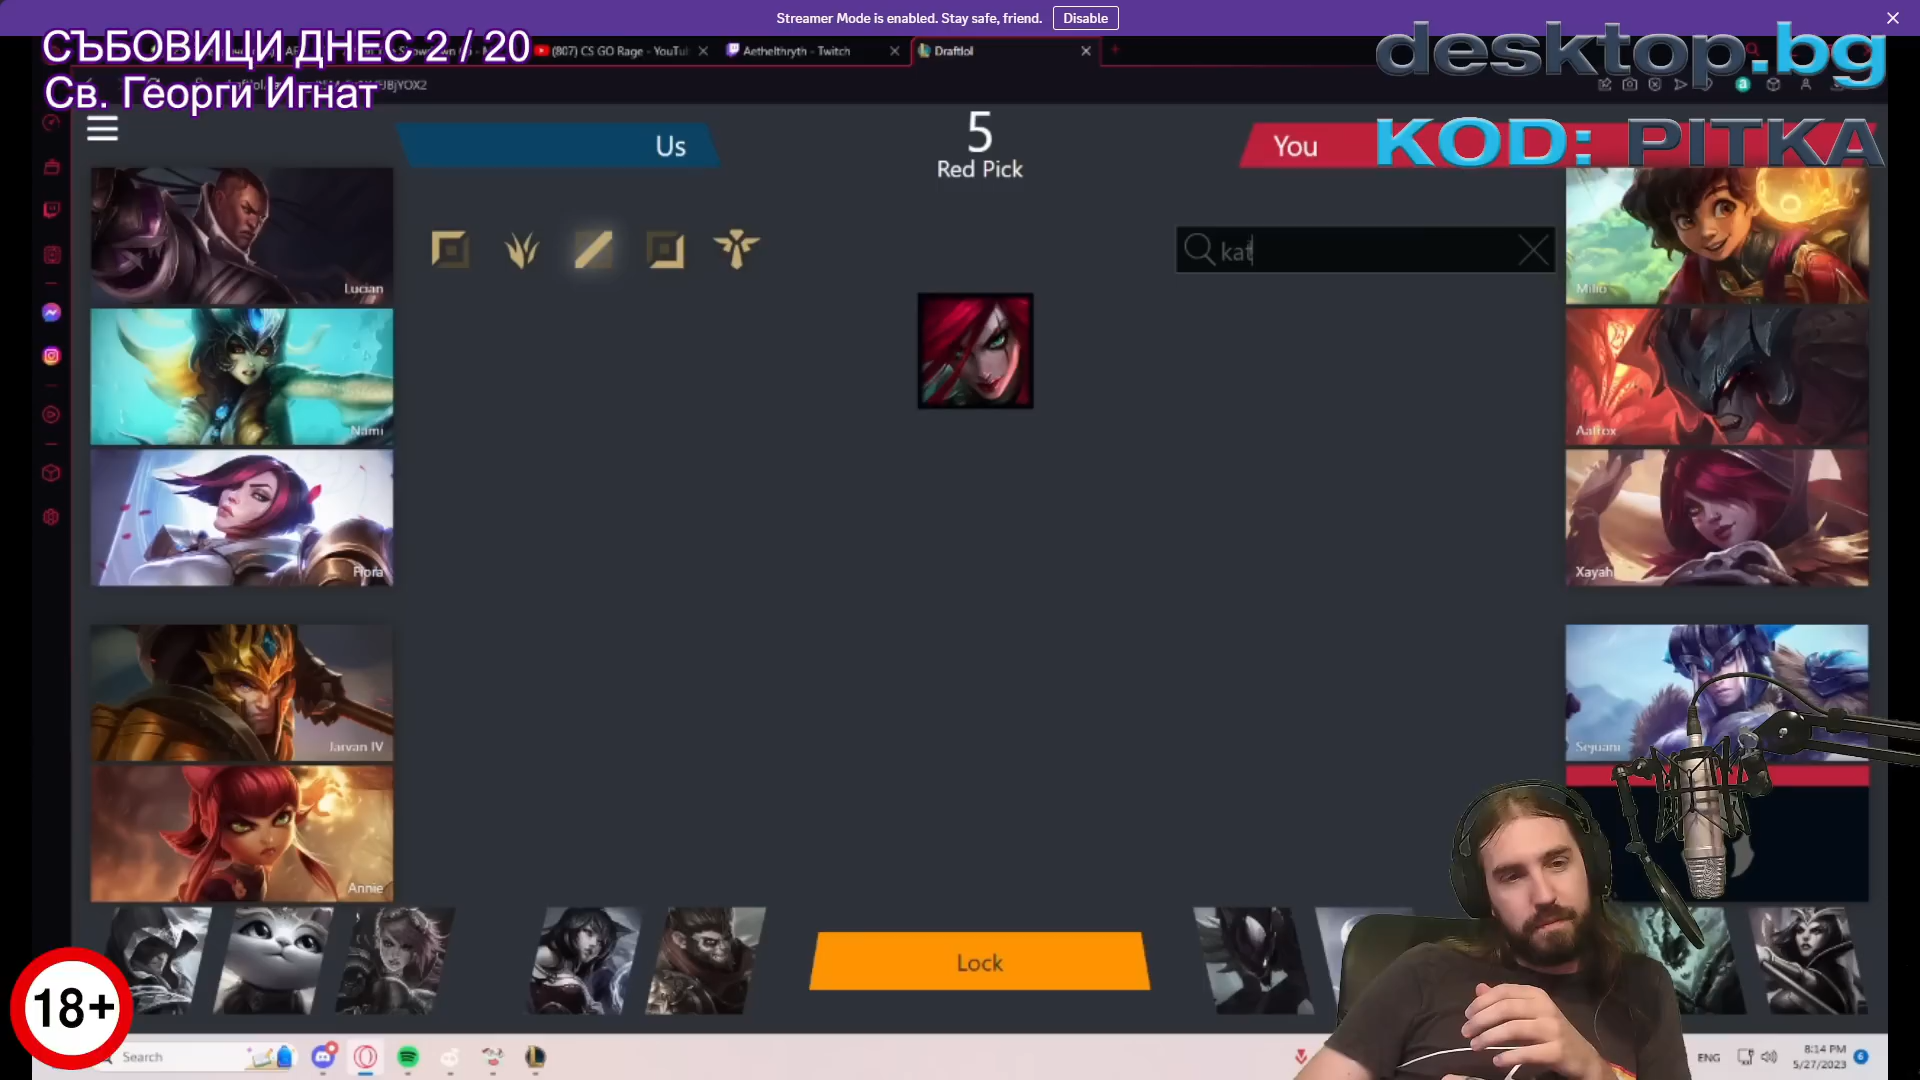 Streamer Mode is enabled. Stay safe, friend. Disable
СЪБОВИЦИ ДНЕС 2 / 20
Св. Георги Игнат
(807) CS GO Rage - YouTu
Aethelthryth - Twitch
Draftlol
desktop.bg
KOD: PITKA
Us
5
Red Pick
You
kat
Lucian
Nami
Fiora
Jarvan IV
Annie
Milio
Aatrox
Xayah
Sejuani
Lock
18+
Search
ENG
8:14 PM
5/27/2023
6